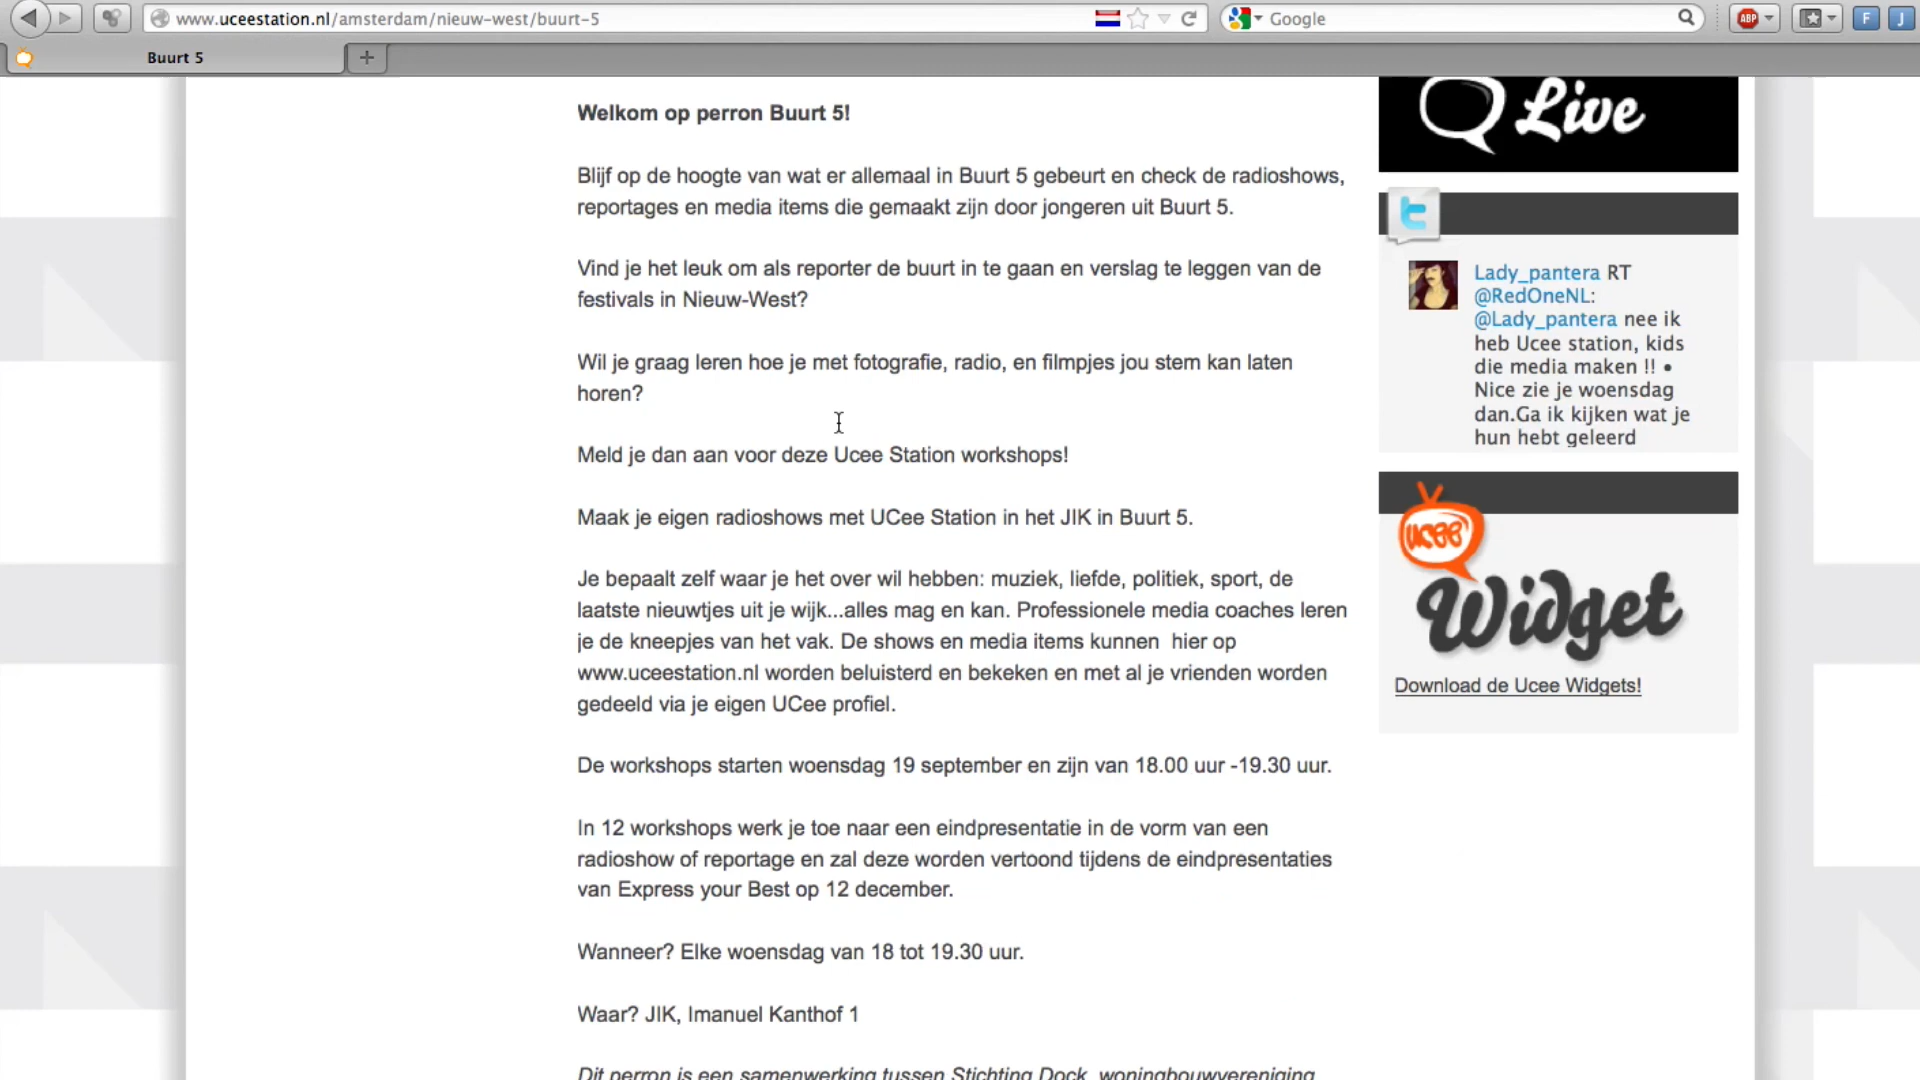 www.uceestation.nl/amsterdam/nieuw-west/buurt-5
Google
ABP
F
J
Buurt 5
Welkom op perron Buurt 5!
Blijf op de hoogte van wat er allemaal in Buurt 5 gebeurt en check de radioshows,
reportages en media items die gemaakt zijn door jongeren uit Buurt 5.
Vind je het leuk om als reporter de buurt in te gaan en verslag te leggen van de
festivals in Nieuw-West?
Wil je graag leren hoe je met fotografie, radio, en filmpjes jou stem kan laten
horen?
Meld je dan aan voor deze Ucee Station workshops!
Maak je eigen radioshows met UCee Station in het JIK in Buurt 5.
Je bepaalt zelf waar je het over wil hebben: muziek, liefde, politiek, sport, de
laatste nieuwtjes uit je wijk...alles mag en kan. Professionele media coaches leren
je de kneepjes van het vak. De shows en media items kunnen  hier op
www.uceestation.nl worden beluisterd en bekeken en met al je vrienden worden
gedeeld via je eigen UCee profiel.
De workshops starten woensdag 19 september en zijn van 18.00 uur -19.30 uur.
In 12 workshops werk je toe naar een eindpresentatie in de vorm van een
radioshow of reportage en zal deze worden vertoond tijdens de eindpresentaties
van Express your Best op 12 december.
Wanneer? Elke woensdag van 18 tot 19.30 uur.
Waar? JIK, Imanuel Kanthof 1
Dit perron is een samenwerking tussen Stichting Dock, woningbouwvereniging
Live
Lady_pantera RT
@RedOneNL:
@Lady_pantera nee ik
heb Ucee station, kids
die media maken !! •
Nice zie je woensdag
dan.Ga ik kijken wat je
hun hebt geleerd
ucee
Widget
Download de Ucee Widgets!